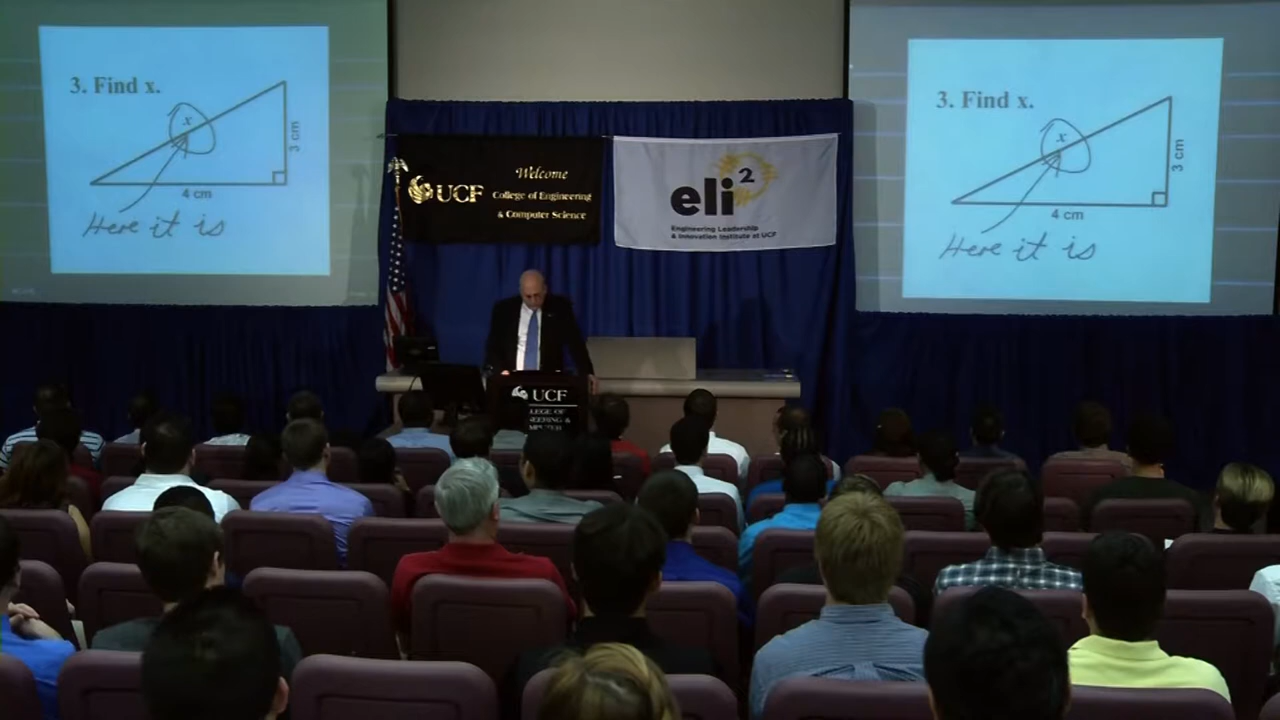 3. Find x.
x
3 cm
4 cm
Here it is
Welcome
UCF College of Engineering
& Computer Science
eli2
Engineering Leadership
& Innovation Institute at UCF
3. Find x.
x
3 cm
4 cm
Here it is
UCF